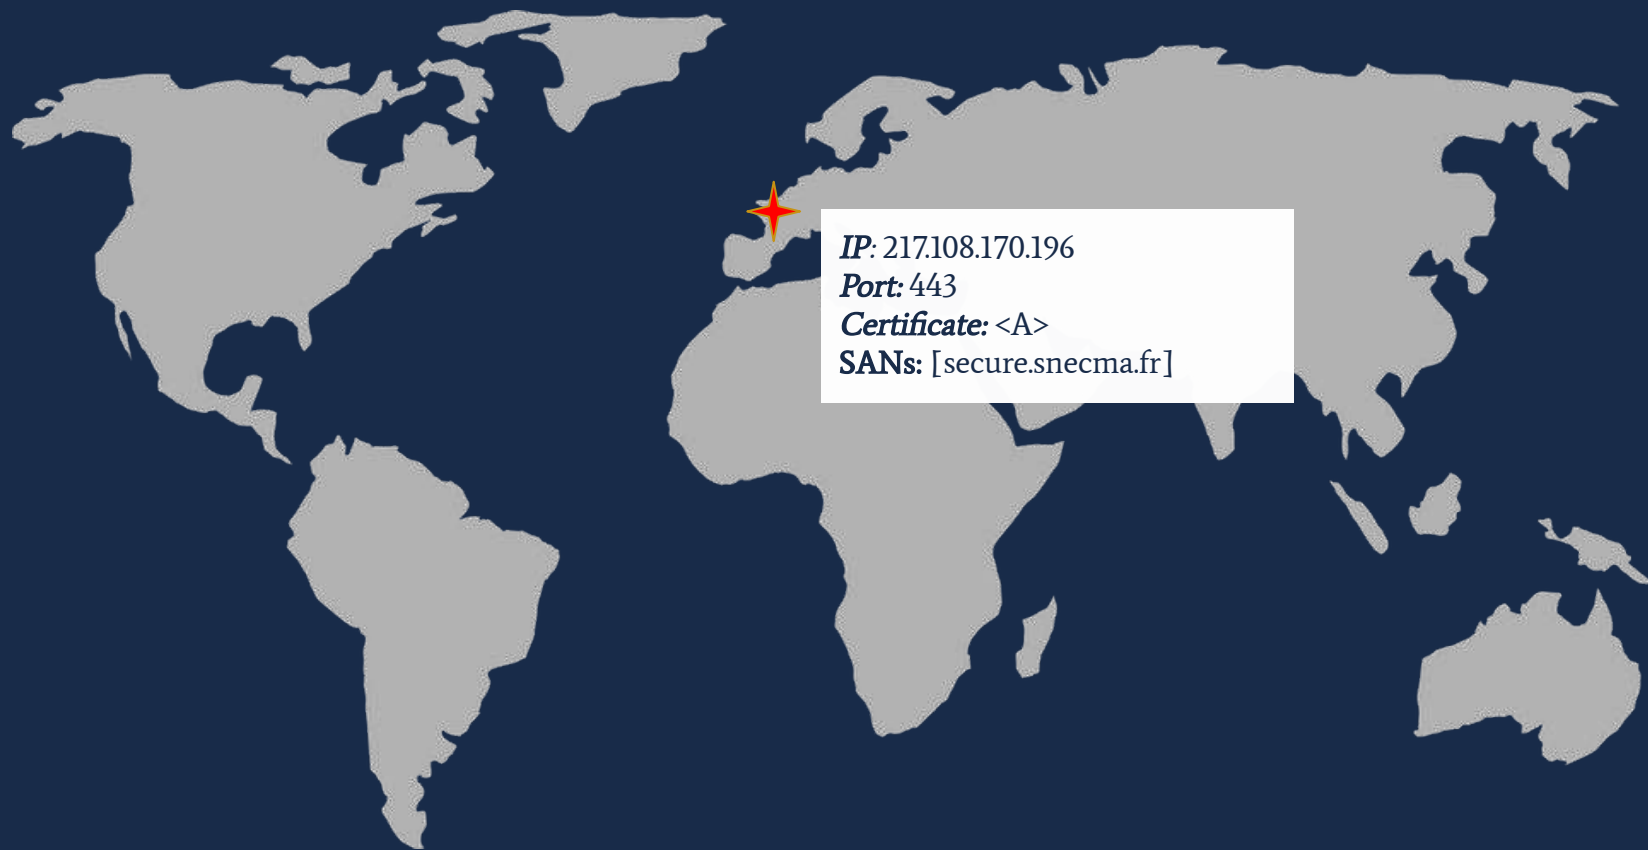 IP: 217.108.170.196
Port: 443
Certificate: <A>
SANs: [secure.snecma.fr]